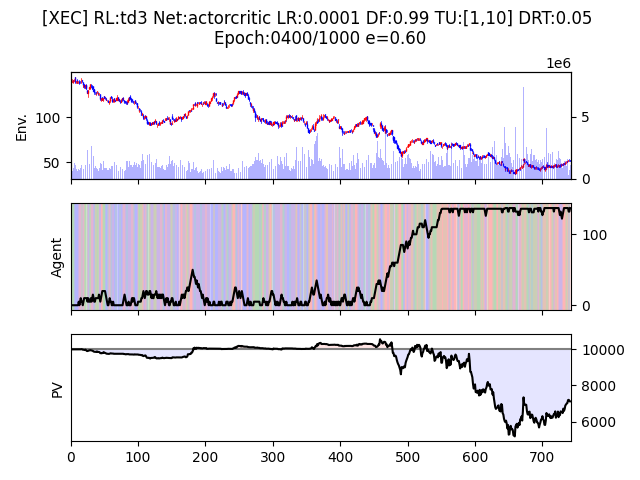 [XEC] RL:td3 Net:actorcritic LR:0.0001 DF:0.99 TU:[1,10] DRT:0.05
Epoch:0400/1000 e=0.60
1e6
Env.
100
50
5
0
Agent
100
0
PV
10000
8000
6000
0 100 200 300 400 500 600 700